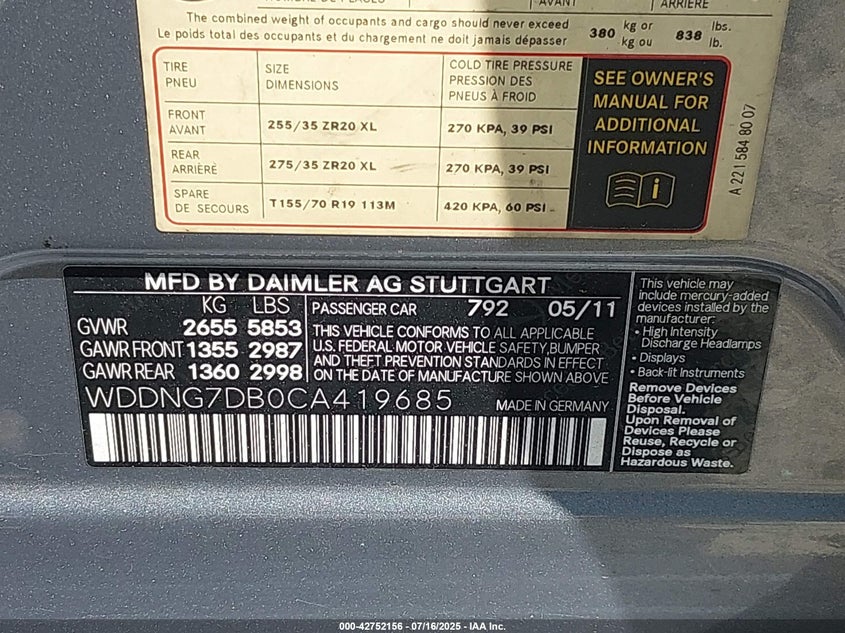 AVANT
ARRIÈRE
The combined weight of occupants and cargo should never exceed 380 kg or 838 lbs.
Le poids total des occupants et du chargement ne doit jamais dépasser kg ou lb.
TIRE PNEU
SIZE DIMENSIONS
COLD TIRE PRESSURE PRESSION DES PNEUS À FROID
FRONT AVANT
255/35 ZR20 XL
270 KPA, 39 PSI
REAR ARRIÈRE
275/35 ZR20 XL
270 KPA, 39 PSI
SPARE DE SECOURS
T155/70 R19 113M
420 KPA, 60 PSI
SEE OWNER'S
MANUAL FOR
ADDITIONAL
INFORMATION
A 221 584 80 07
MFD BY DAIMLER AG STUTTGART
KG LBS
GVWR 2655 5853
GAWR FRONT 1355 2987
GAWR REAR 1360 2998
PASSENGER CAR 792 05/11
THIS VEHICLE CONFORMS TO ALL APPLICABLE
U.S. FEDERAL MOTOR VEHICLE SAFETY, BUMPER
AND THEFT PREVENTION STANDARDS IN EFFECT
ON THE DATE OF MANUFACTURE SHOWN ABOVE
WDDNG7DB0CA419685
MADE IN GERMANY
This vehicle may
include mercury-added
devices installed by the
manufacturer:
• High Intensity
Discharge Headlamps
• Displays
• Back-lit Instruments
Remove Devices
Before Vehicle
Disposal.
Upon Removal of
Devices Please
Reuse, Recycle or
Dispose as
Hazardous Waste.
000-42752156 - 07/16/2025 - IAA Inc.